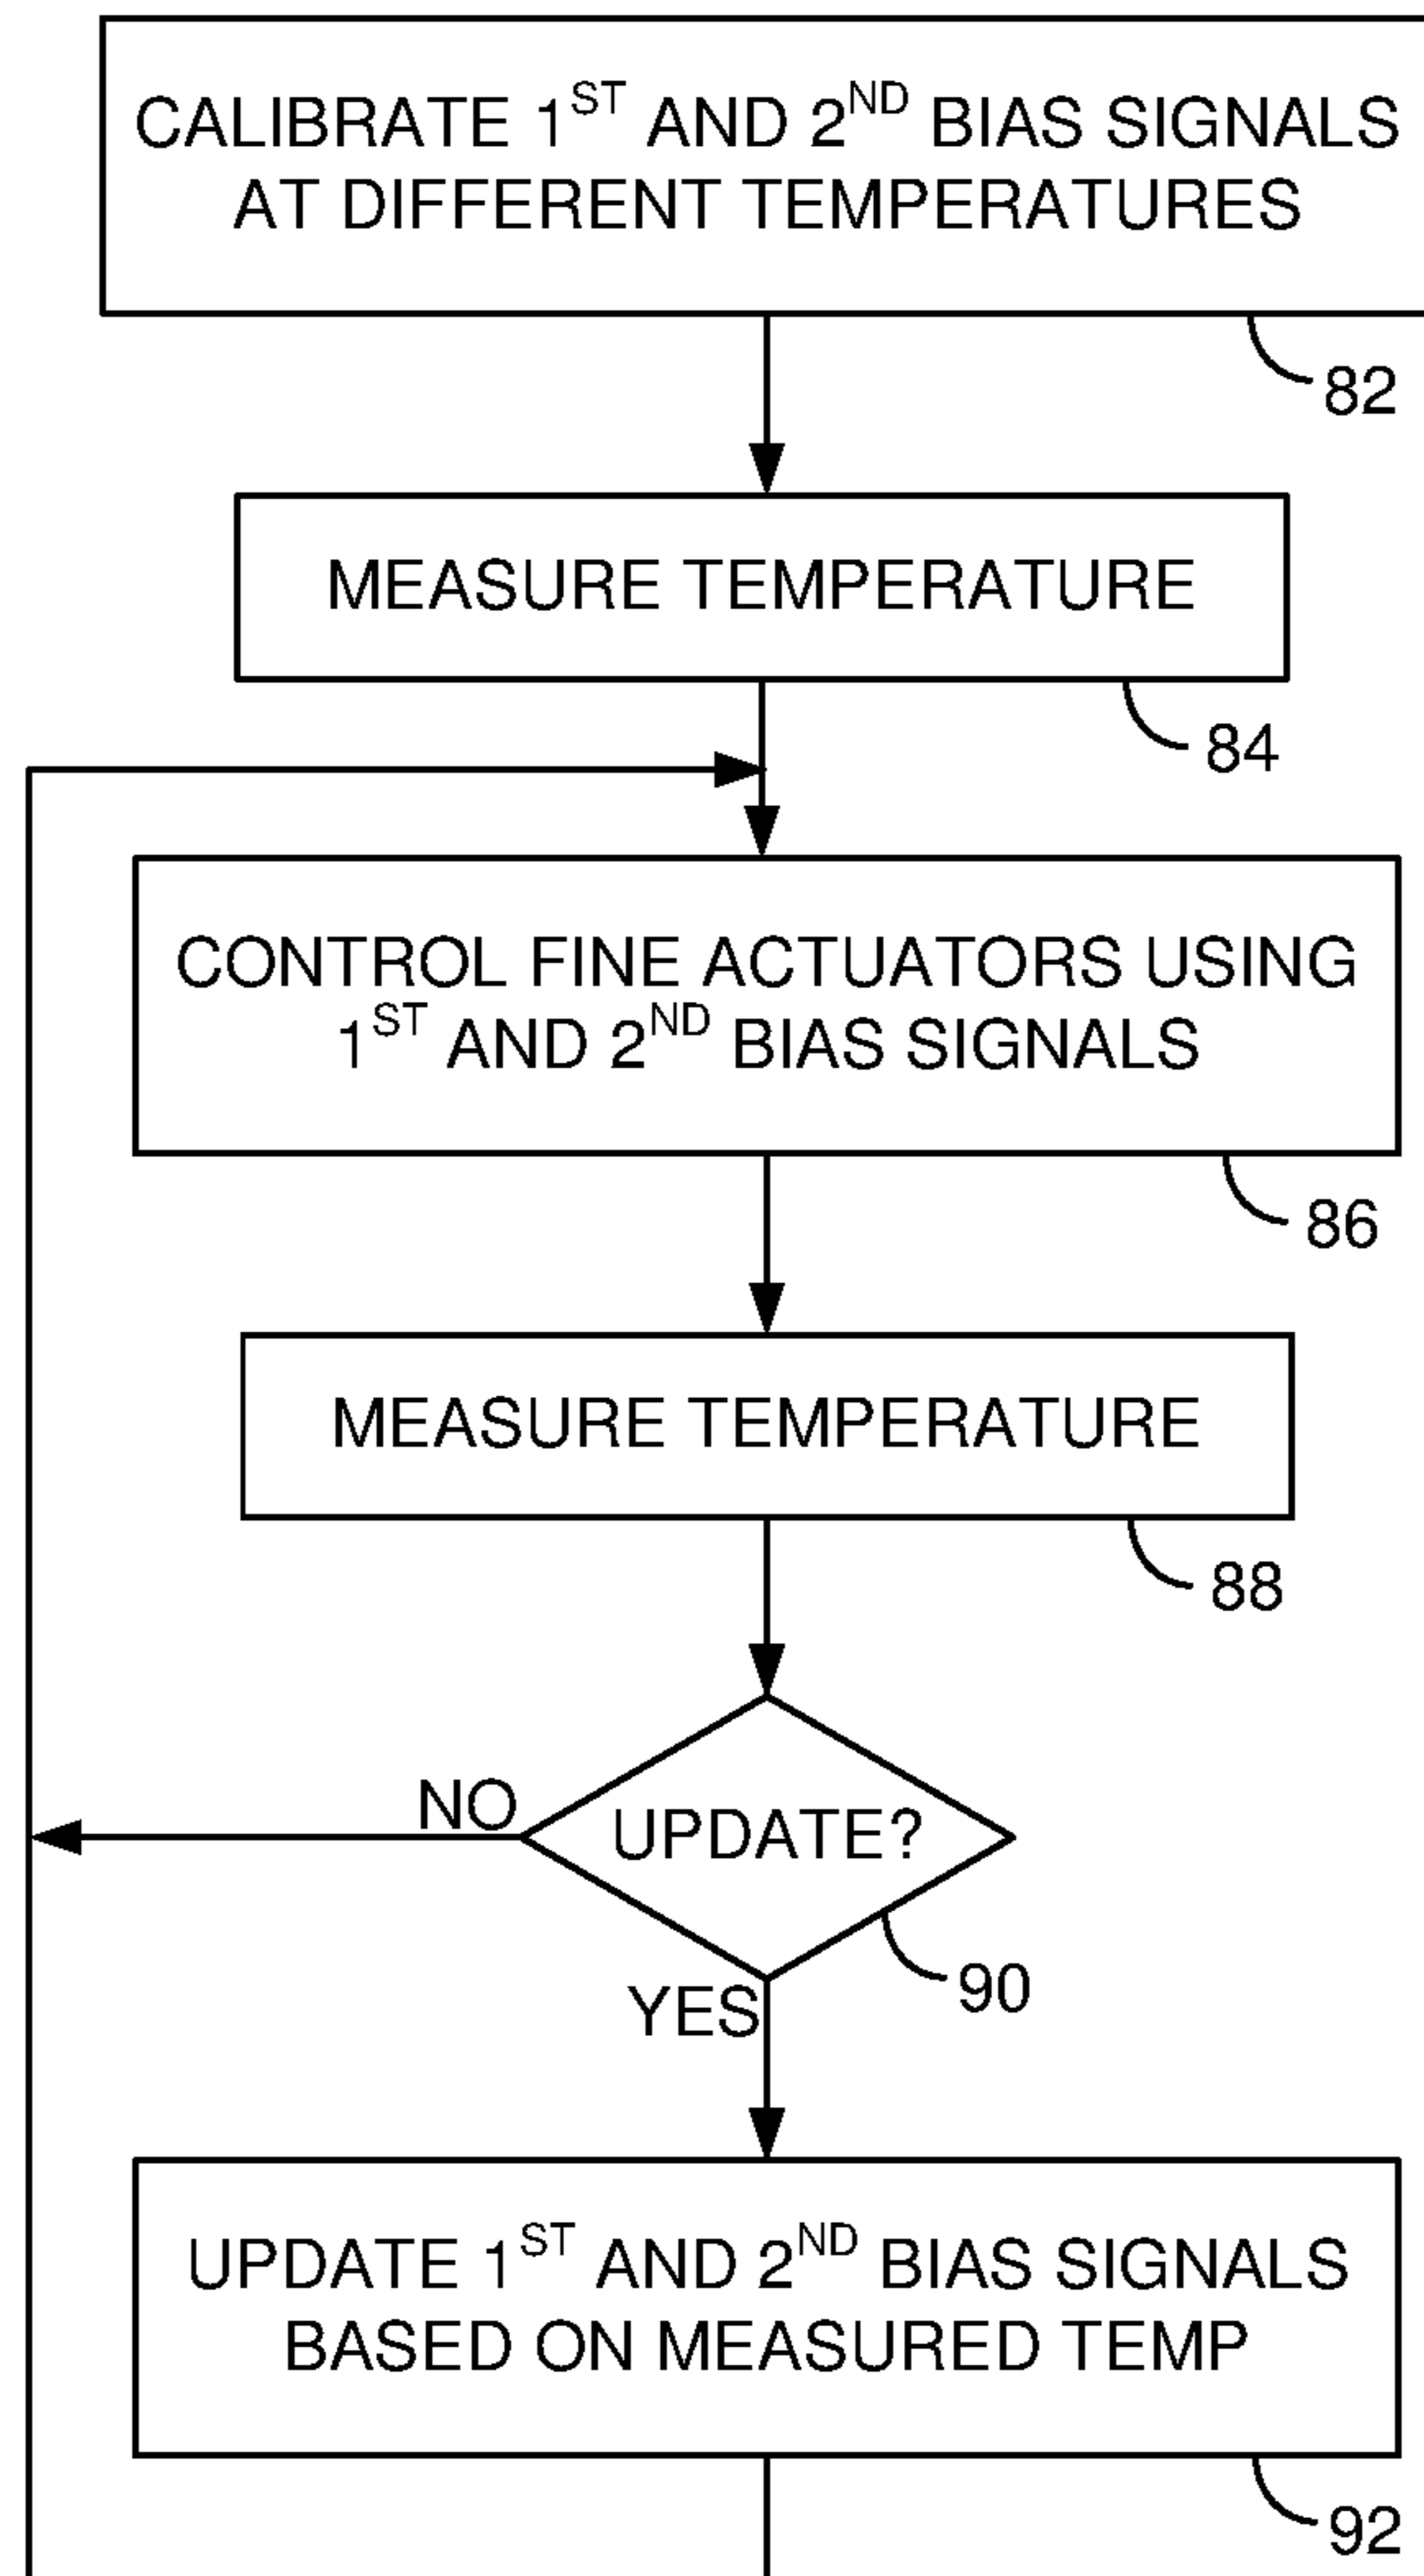 CALIBRATE 1ST AND 2ND BIAS SIGNALS
AT DIFFERENT TEMPERATURES
82
MEASURE TEMPERATURE
84
CONTROL FINE ACTUATORS USING
1ST AND 2ND BIAS SIGNALS
86
MEASURE TEMPERATURE
88
NO
UPDATE?
90
YES
UPDATE 1ST AND 2ND BIAS SIGNALS
BASED ON MEASURED TEMP
92